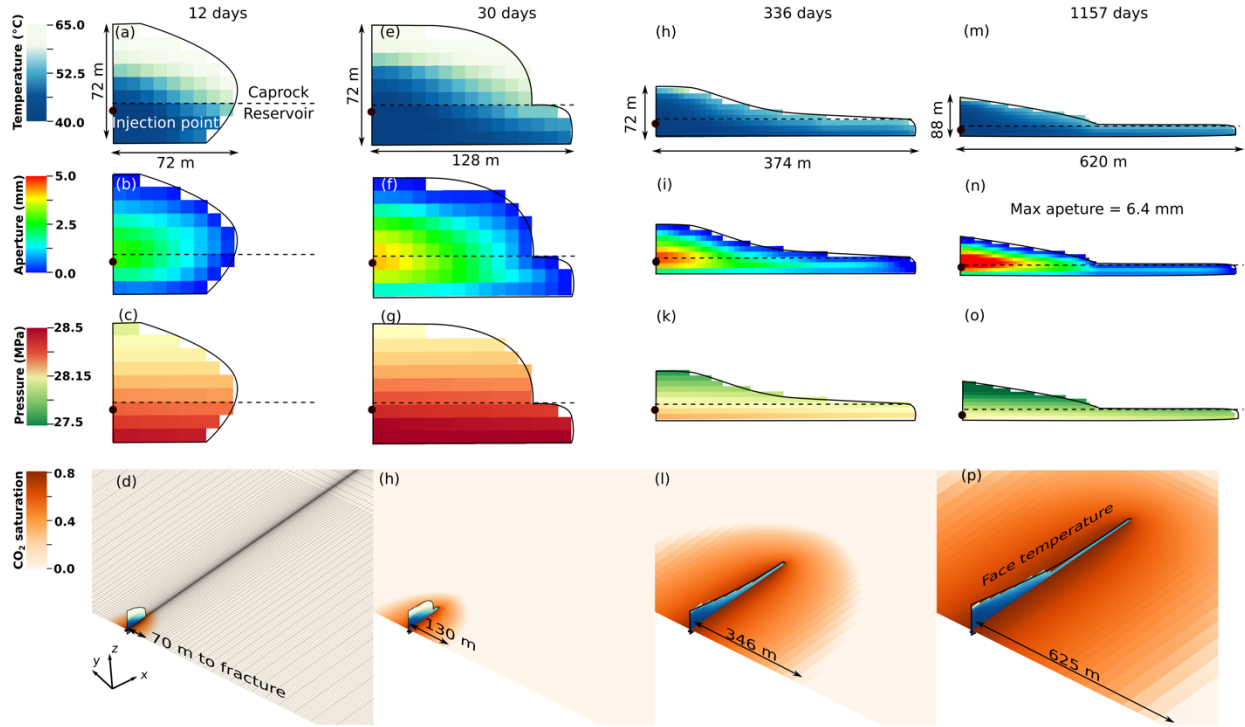 12 days
30 days
336 days
1157 days
Temperature (°C)
65.0
52.5
40.0
(a)
72 m
Caprock
Reservoir
Injection point
72 m
(e)
72 m
128 m
(h)
72 m
374 m
(m)
88 m
620 m
Aperture (mm)
5.0
2.5
0.0
(b)
(f)
(i)
(n)
Max apeture = 6.4 mm
Pressure (MPa)
28.5
28.15
27.5
(c)
(g)
(k)
(o)
CO2 saturation
0.8
0.4
0.0
(d)
70 m to fracture
z
y
x
(h)
130 m
(l)
346 m
(p)
Face temperature
625 m